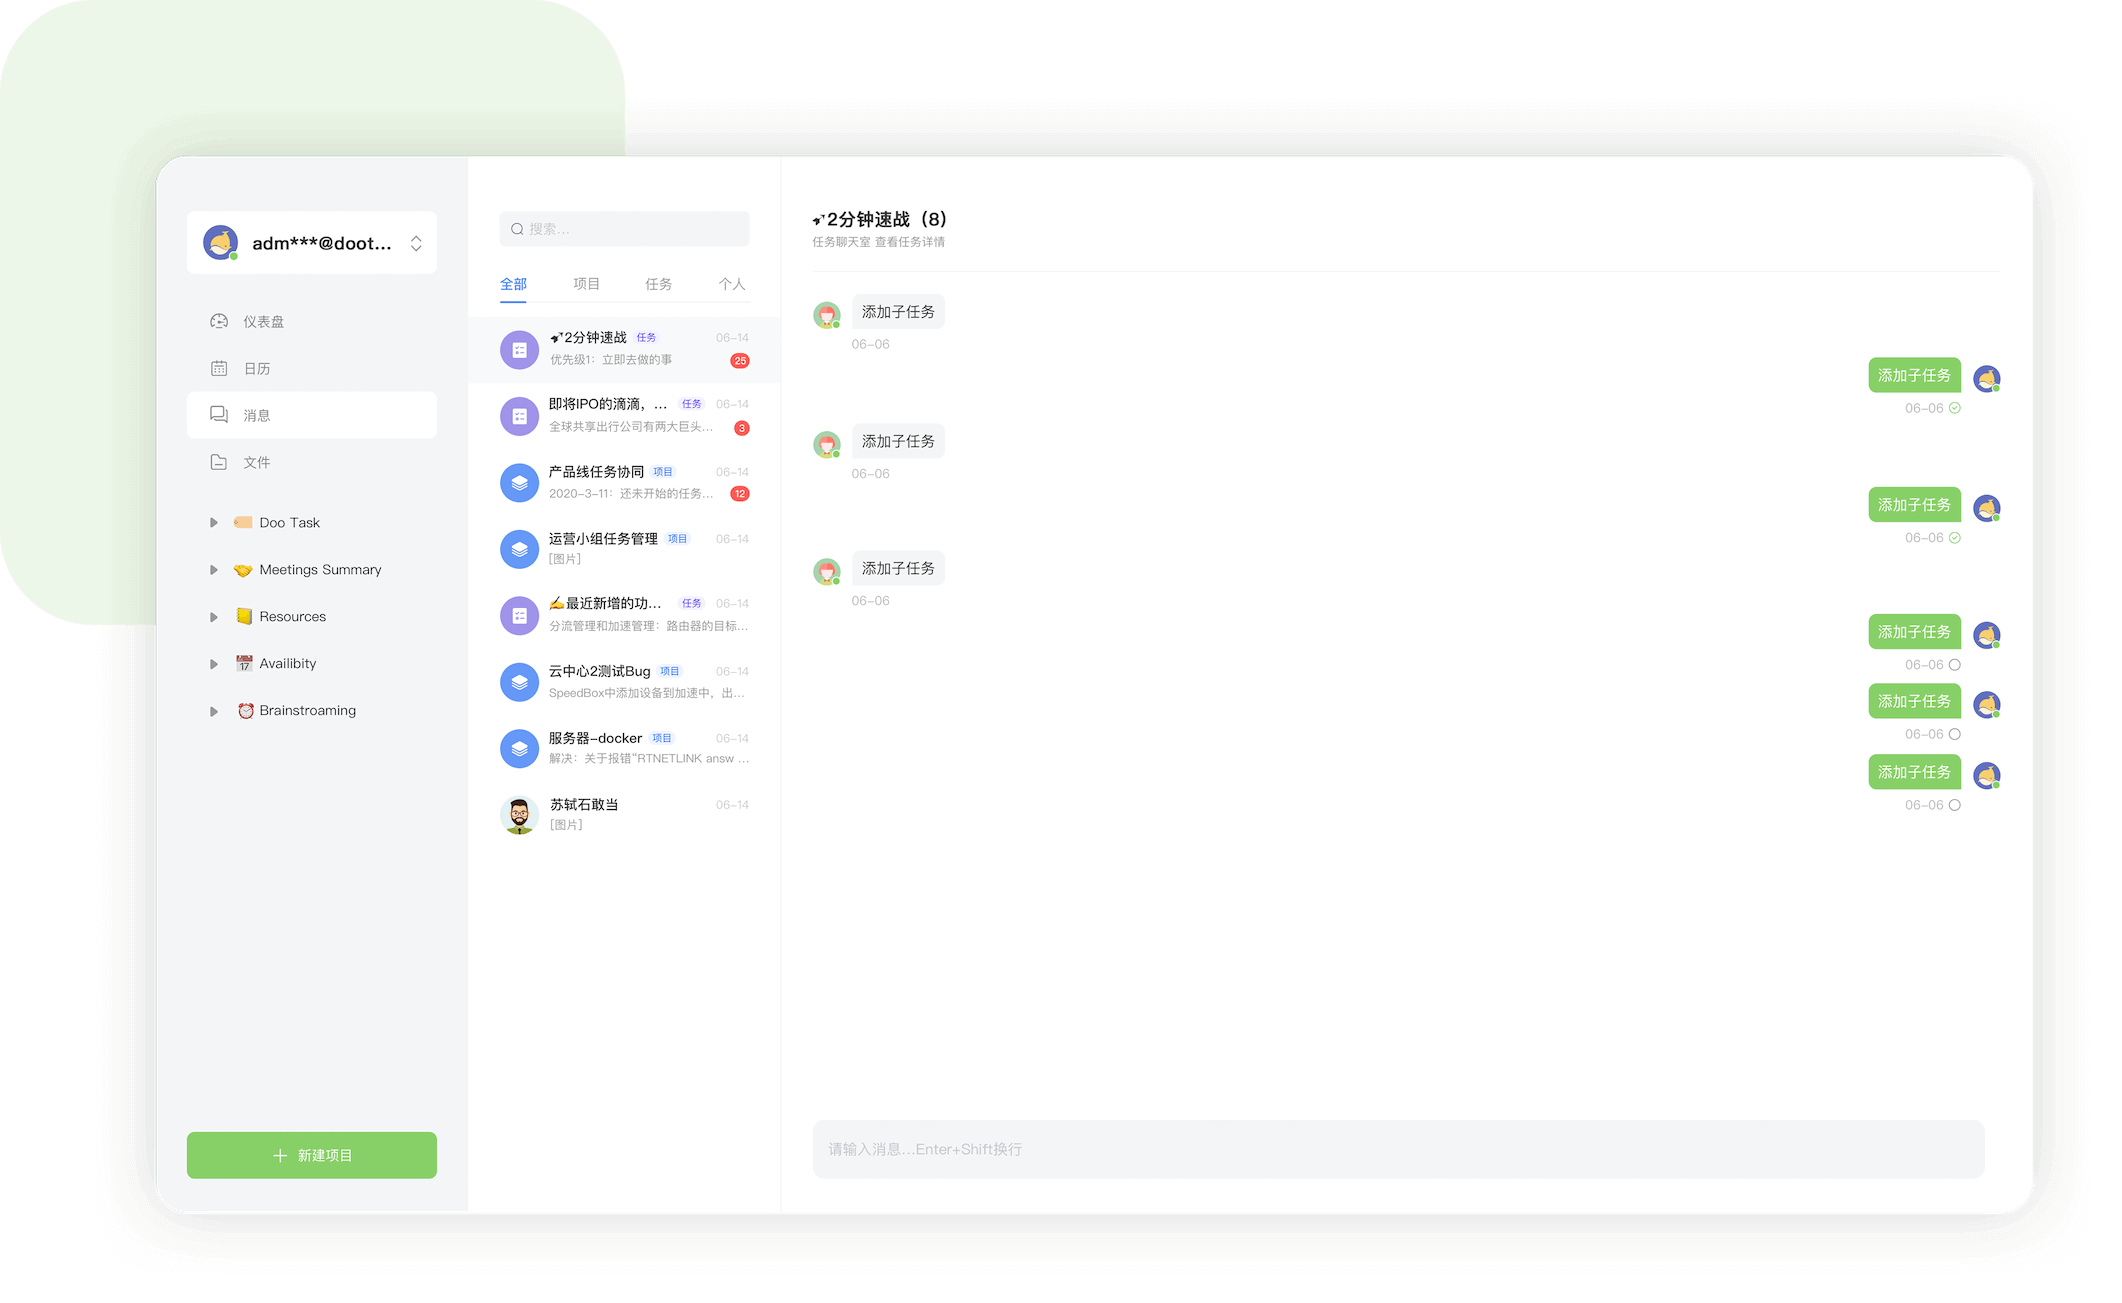 adm***@doot...
仪表盘
日历
消息
文件
Doo Task
Meetings Summary
Resources
17
Availibity
Brainstroaming
新建项目
搜索...
全部 项目 任务 个人
2分钟速战 任务 06-14
优先级1：立即去做的事 25
即将IPO的滴滴，... 任务 06-14
全球共享出行公司有两大巨头... 3
产品线任务协同 项目 06-14
2020-3-11：还未开始的任务... 12
运营小组任务管理 项目 06-14
[图片]
✍最近新增的功... 任务 06-14
分流管理和加速管理：路由器的目标...
云中心2测试Bug 项目 06-14
SpeedBox中添加设备到加速中，出...
服务器-docker 项目 06-14
解决：关于报错“RTNETLINK answ ...
苏轼石敢当 06-14
[图片]
2分钟速战（8）
任务聊天室 查看任务详情
添加子任务
06-06
添加子任务
06-06
添加子任务
06-06
添加子任务
06-06
添加子任务
06-06
添加子任务
06-06
添加子任务
06-06
添加子任务
06-06
请输入消息...Enter+Shift换行